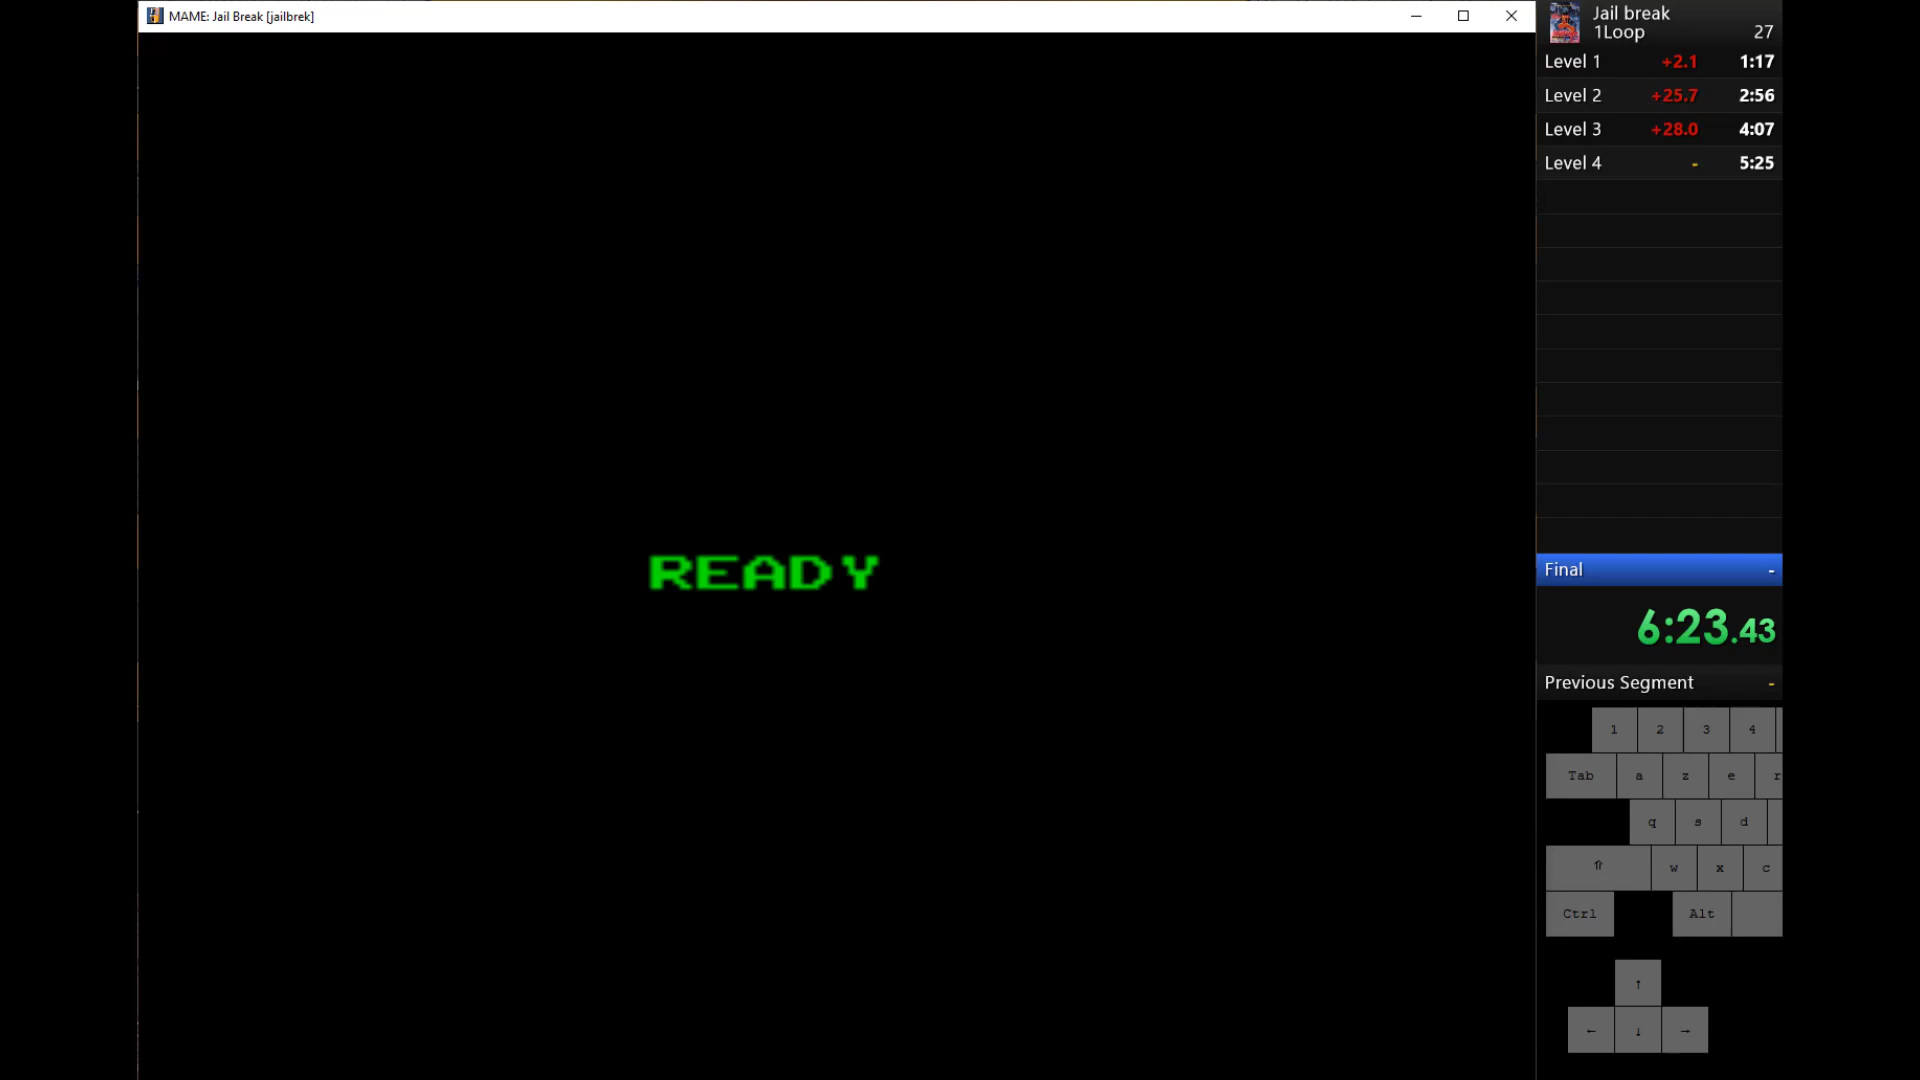 MAME: Jail Break [jailbrek]
Jail break
1Loop 27
Level 1 +2.1 1:17
Level 2 +25.7 2:56
Level 3 +28.0 4:07
Level 4 - 5:25
READY
Final -
6:23.43
Previous Segment -
1 2 3 4
Tab a z e r
q s d
⇑ w x c
Ctrl Alt
↑
← ↓ →